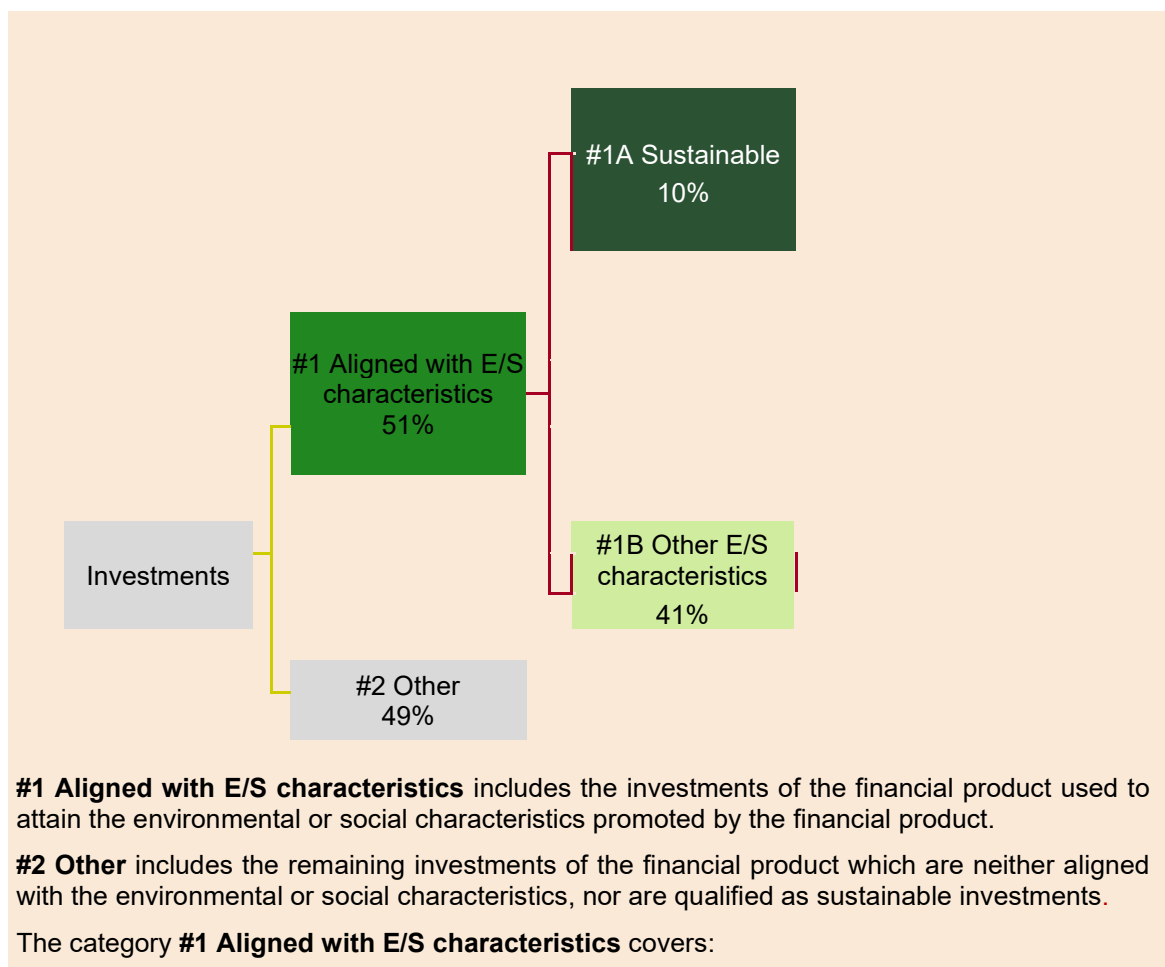 #1A Sustainable
10%
#1 Aligned with E/S
characteristics
51%
Investments
#1B Other E/S
characteristics
41%
#2 Other
49%
#1 Aligned with E/S characteristics includes the investments of the financial product used to
attain the environmental or social characteristics promoted by the financial product.
#2 Other includes the remaining investments of the financial product which are neither aligned
with the environmental or social characteristics, nor are qualified as sustainable investments.
The category #1 Aligned with E/S characteristics covers: